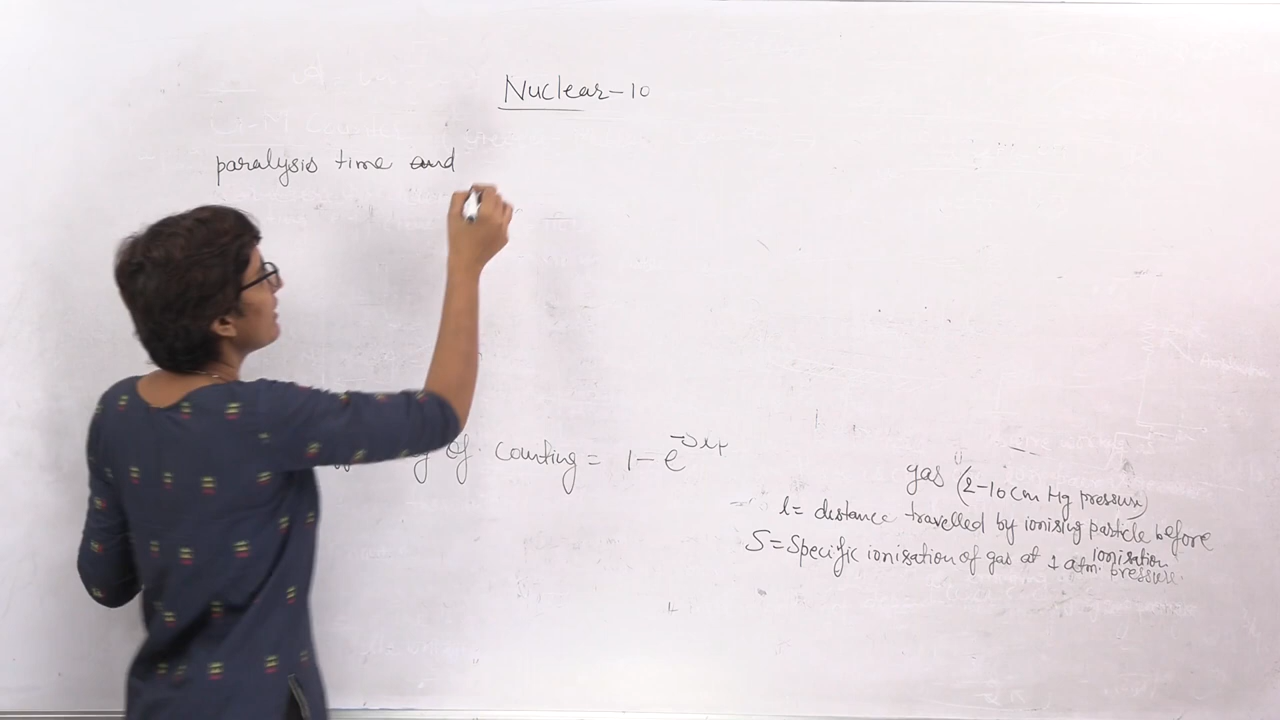 Nuclear-10
paralysis time and
of counting = 1-e^-slp
gas (2-10 cm Hg pressure)
l= distance travelled by ionising particle before
ionisation
S=Specific ionisation of gas at 1 atm. pressure.